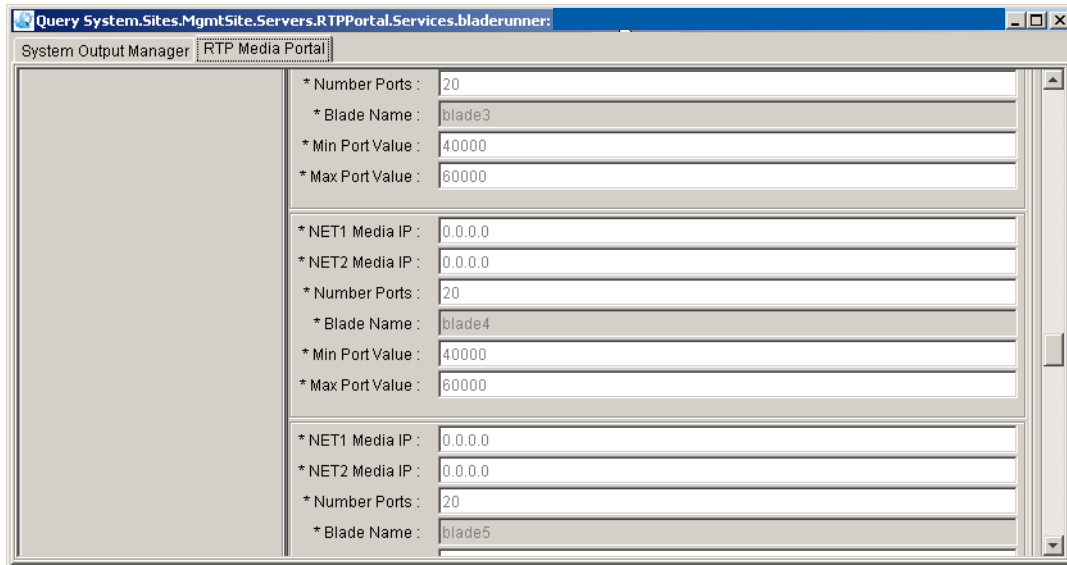 Query System.Sites.MgmtSite.Servers.RTPPortal.Services.bladerunner:
System Output Manager RTP Media Portal
* Number Ports : 20
* Blade Name : blade3
* Min Port Value : 40000
* Max Port Value : 60000
* NET1 Media IP : 0.0.0.0
* NET2 Media IP : 0.0.0.0
* Number Ports : 20
* Blade Name : blade4
* Min Port Value : 40000
* Max Port Value : 60000
* NET1 Media IP : 0.0.0.0
* NET2 Media IP : 0.0.0.0
* Number Ports : 20
* Blade Name : blade5